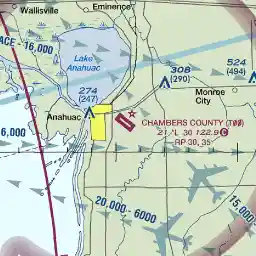 Wallisville
Eminence
ACE - 16,000
Lake
Anahuac
308
(290)
524
(494)
Monroe
City
274
(247)
Anahuac
CHAMBERS COUNTY
21 *L 30 122.9
RP 30, 35
6,000
20,000 - 6000
15,000